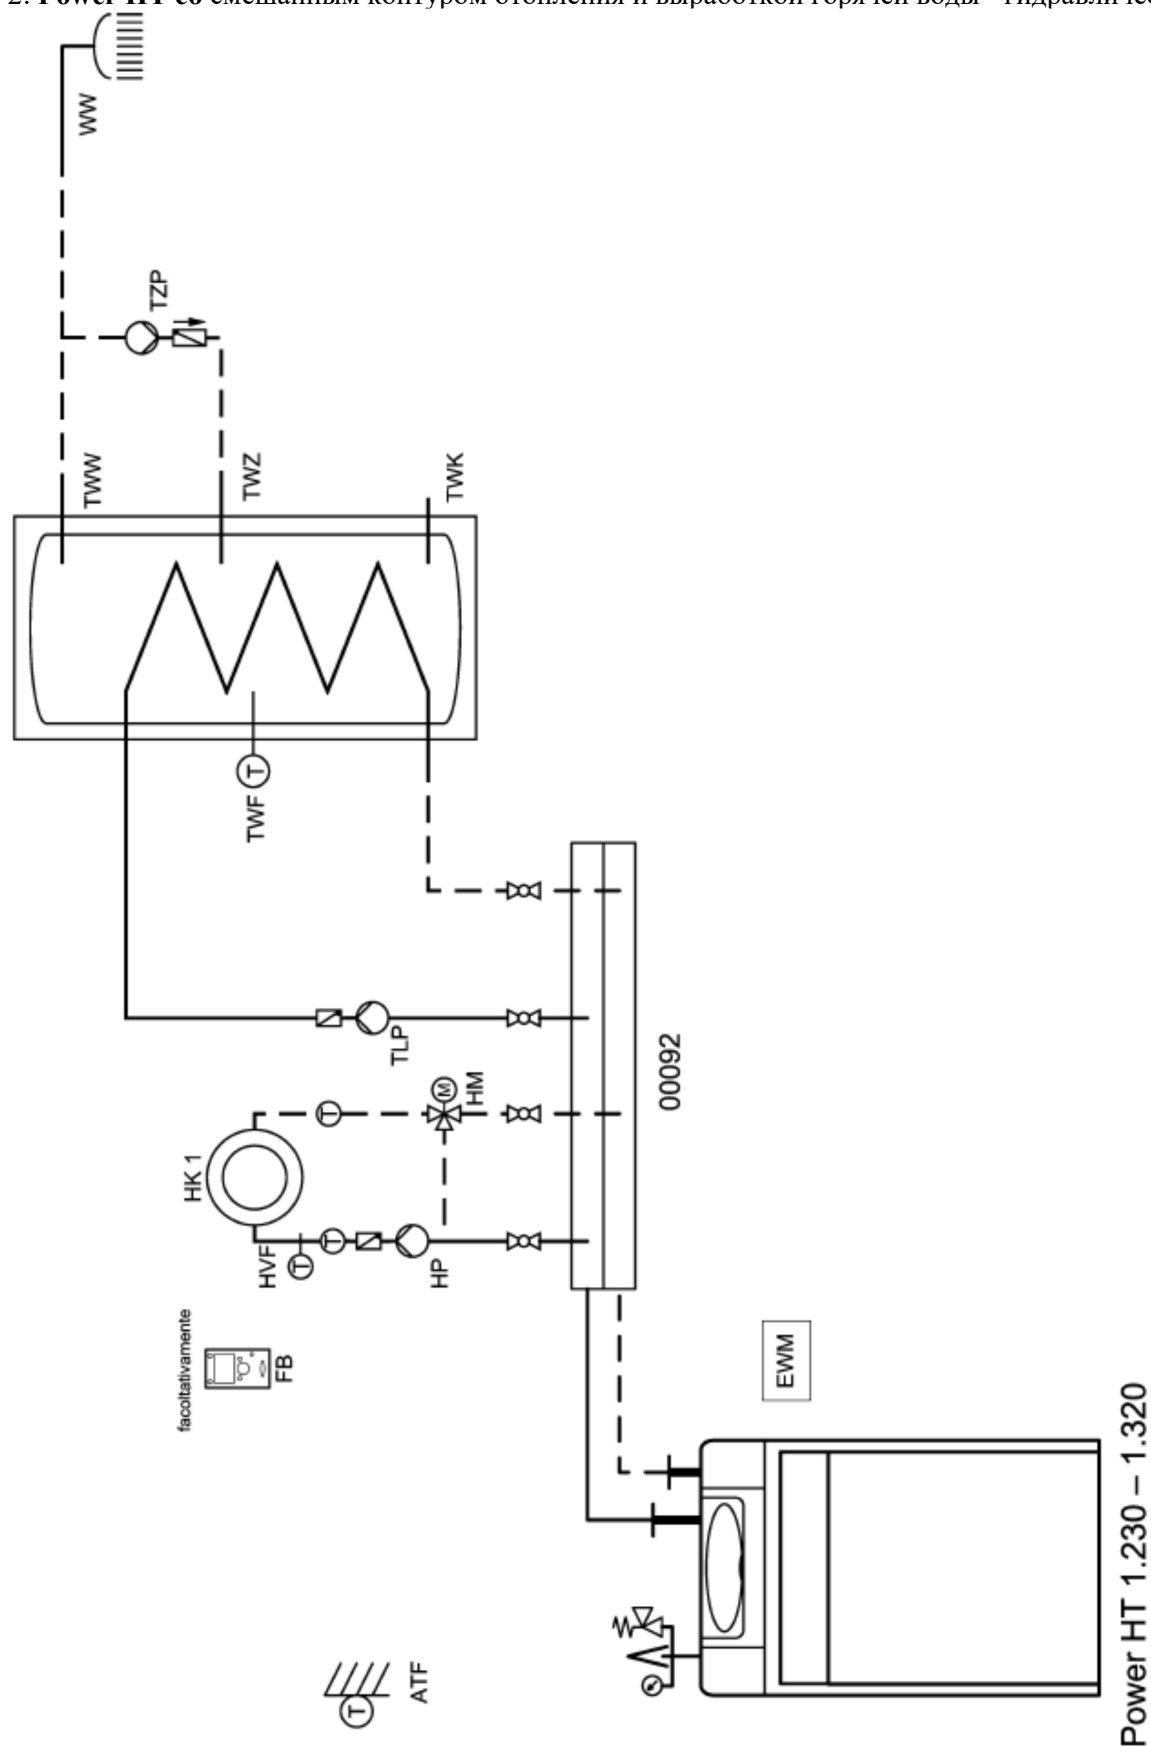 2. Power HT со смешанным контуром отопления и выработкой горячей воды - гидравличес
WW
TZP
TWW
TWZ
TWK
T
TWF
TLP
M
HM
T
HK 1
HVF
T
T
HP
00092
facoltativamente
FB
EWM
T
ATF
Power HT 1.230 – 1.320